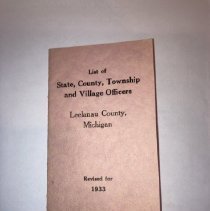 List of
State, County, Township
and Village Officers
Leelanau County,
Michigan
Revised for
1933